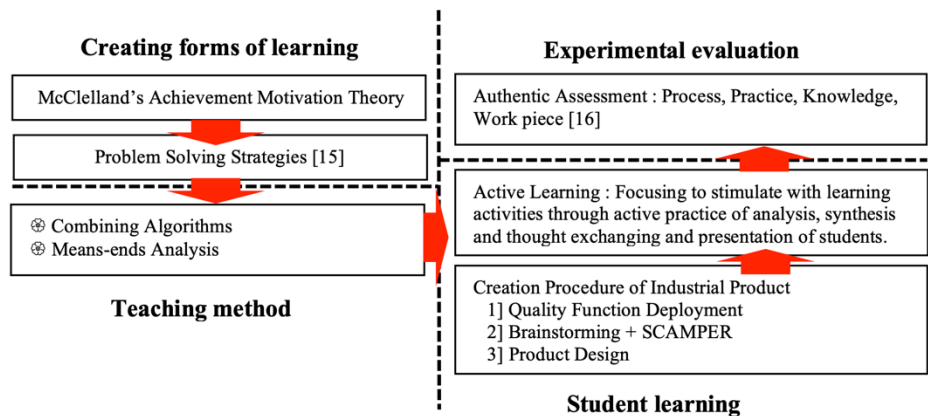 Creating forms of learning
McClelland's Achievement Motivation Theory
Problem Solving Strategies [15]
Combining Algorithms
Means-ends Analysis
Teaching method
Experimental evaluation
Authentic Assessment : Process, Practice, Knowledge,
Work piece [16]
Active Learning : Focusing to stimulate with learning
activities through active practice of analysis, synthesis
and thought exchanging and presentation of students.
Creation Procedure of Industrial Product
1] Quality Function Deployment
2] Brainstorming + SCAMPER
3] Product Design
Student learning